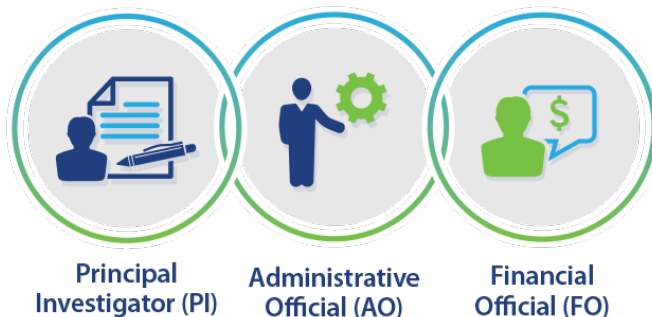 $
Principal
Investigator (PI)
Administrative
Official (AO)
Financial
Official (FO)